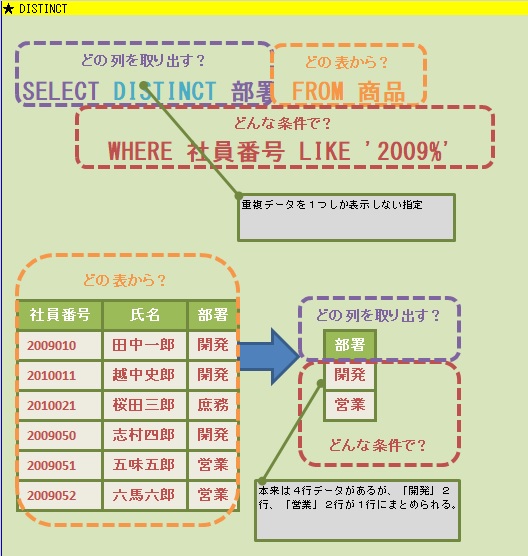 ★ DISTINCT
どの列を取り出す？
どの表から？
SELECT DISTINCT 部署
FROM 商品
どんな条件で？
WHERE 社員番号 LIKE '2009%'
重複データを１つしか表示しない指定
どの表から？
社員番号 氏名 部署
2009010 田中一郎 開発
2010011 越中史郎 開発
2010021 桜田三郎 庶務
2009050 志村四郎 開発
2009051 五味五郎 営業
2009052 六馬六郎 営業
どの列を取り出す？
部署
開発
営業
どんな条件で？
本来は４行データがあるが、「開発」２
行、「営業」２行が１行にまとめられる。